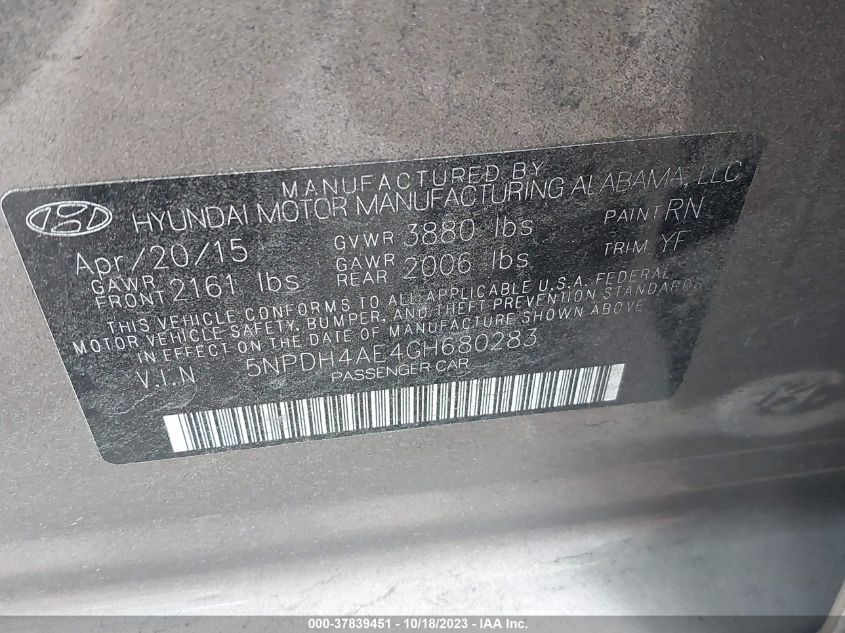 MANUFACTURED BY
HYUNDAI MOTOR MANUFACTURING ALABAMA, LLC
Apr/20/15 GVWR 3880 lbs PAINT RN
GAWR FRONT 2161 lbs GAWR REAR 2006 lbs TRIM YF
THIS VEHICLE CONFORMS TO ALL APPLICABLE U.S.A. FEDERAL
MOTOR VEHICLE SAFETY, BUMPER, AND THEFT PREVENTION STANDARDS
IN EFFECT ON THE DATE OF MANUFACTURE SHOWN ABOVE
V.I.N 5NPDH4AE4GH680283
PASSENGER CAR
000-37839451 - 10/18/2023 - © IAA, Inc.